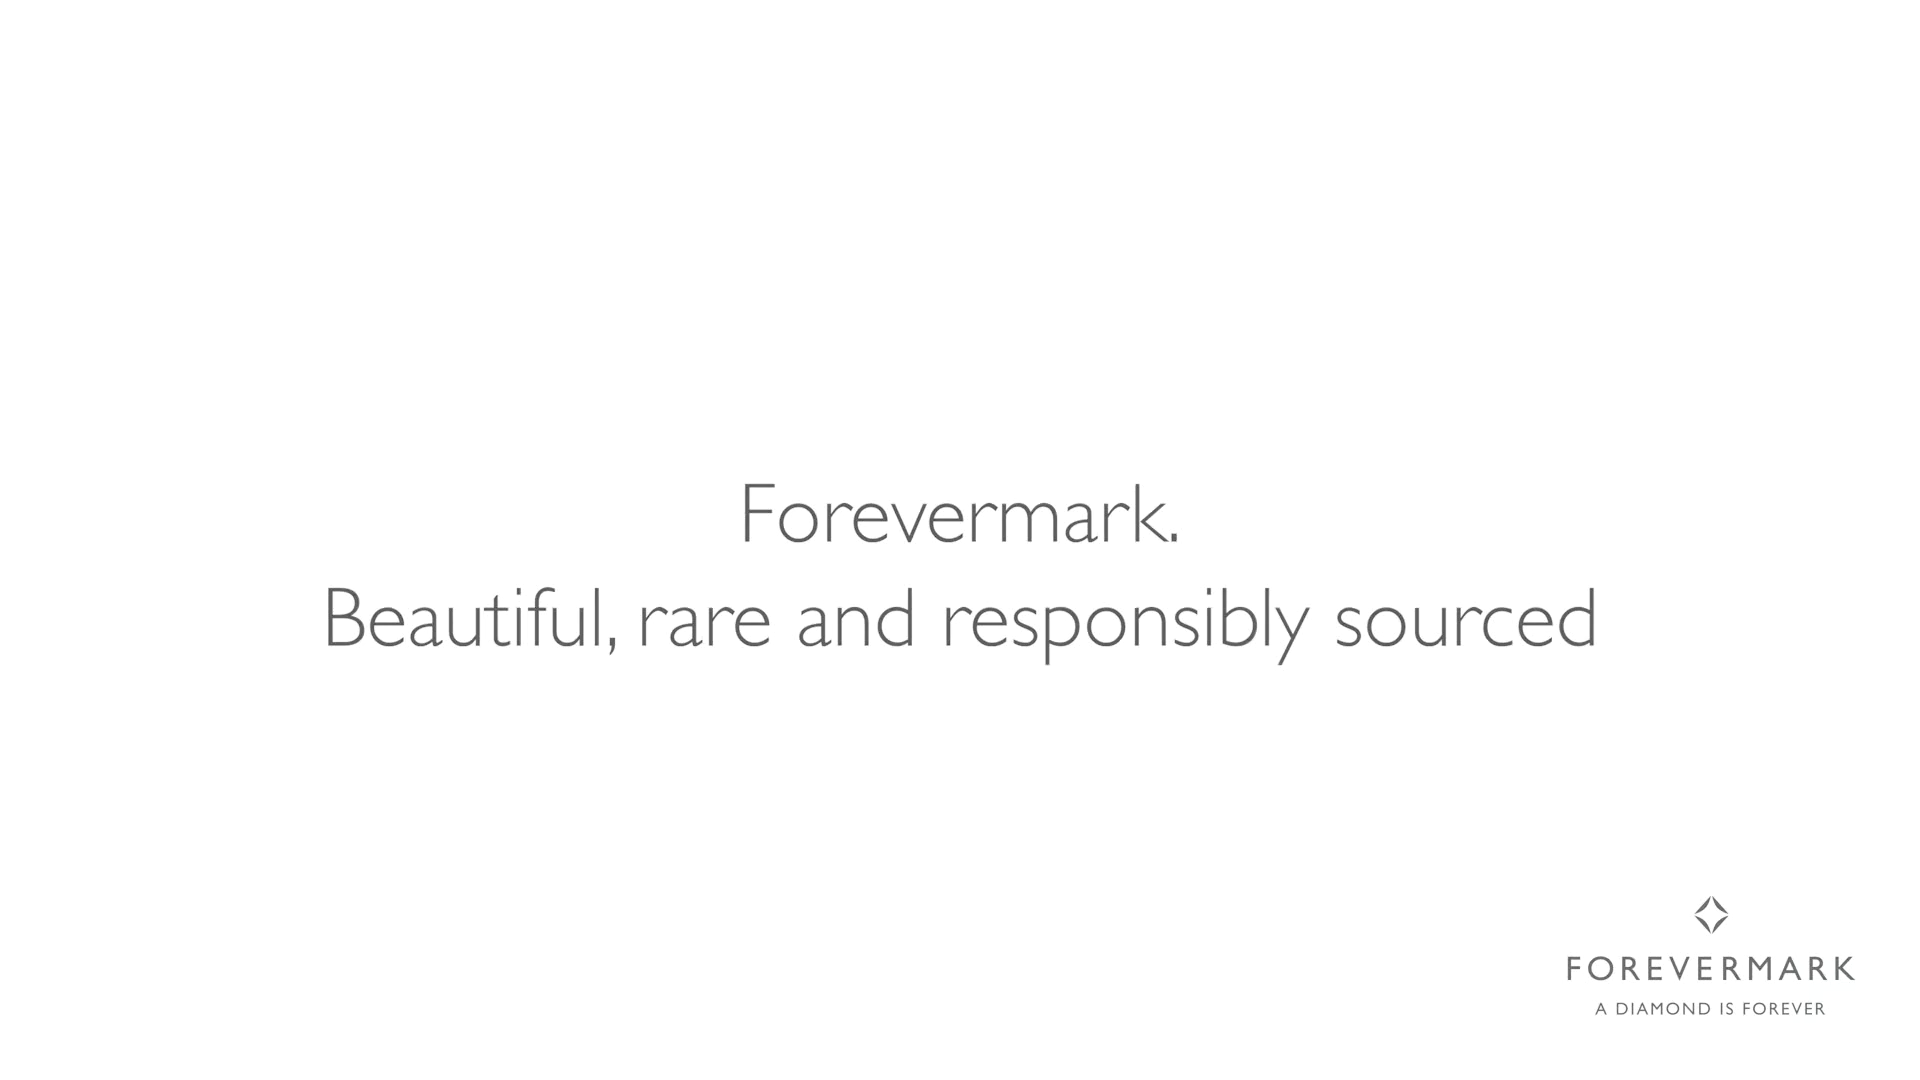 Forevermark.
Beautiful, rare and responsibly sourced
FOREVERMARK
A DIAMOND IS FOREVER